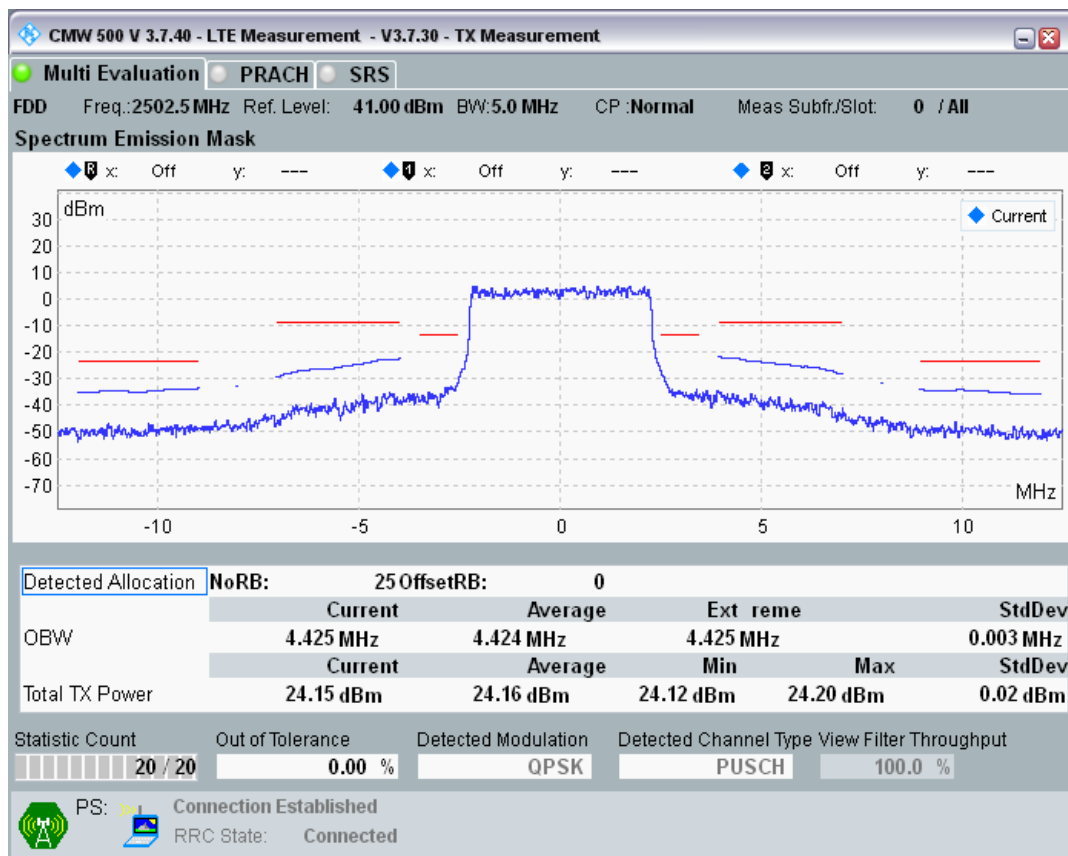 CMW 500 V 3.7.40 - LTE Measurement - V3.7.30 - TX Measurement
Multi Evaluation PRACH SRS
FDD Freq.:2502.5 MHz Ref. Level: 41.00 dBm BW:5.0 MHz CP :Normal Meas Subfr./Slot: 0 / All
Spectrum Emission Mask
R x: Off y: --- 1 x: Off y: --- 2 x: Off y: ---
dBm
Current
30
20
10
0
-10
-20
-30
-40
-50
-60
-70
MHz
-10 -5 0 5 10
Detected Allocation NoRB: 25 OffsetRB: 0
Current Average Ext reme StdDev
OBW 4.425 MHz 4.424 MHz 4.425 MHz 0.003 MHz
Current Average Min Max StdDev
Total TX Power 24.15 dBm 24.16 dBm 24.12 dBm 24.20 dBm 0.02 dBm
Statistic Count Out of Tolerance Detected Modulation Detected Channel Type View Filter Throughput
20 / 20 0.00 % QPSK PUSCH 100.0 %
PS: Connection Established
RRC State: Connected